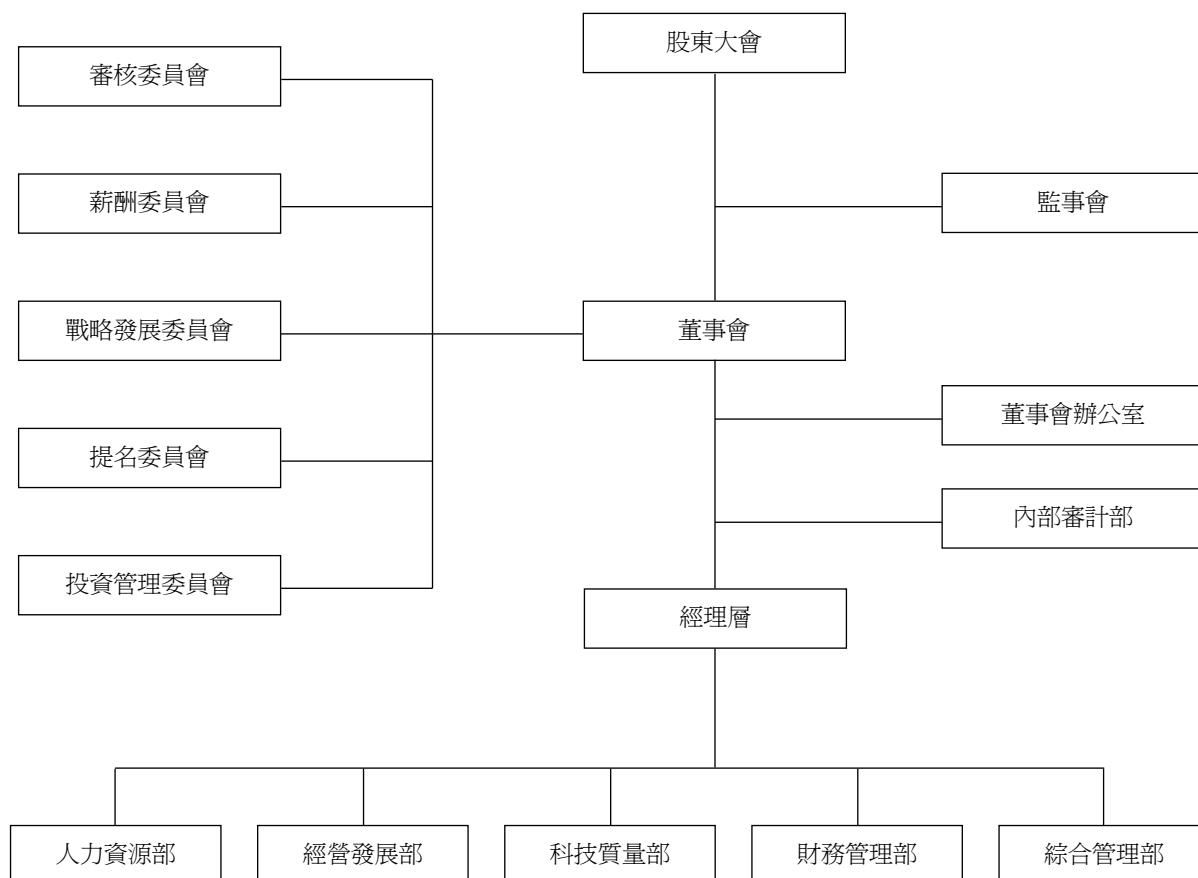 股東大會
審核委員會
薪酬委員會
監事會
戰略發展委員會
董事會
董事會辦公室
提名委員會
內部審計部
投資管理委員會
經理層
人力資源部
經營發展部
科技質量部
財務管理部
綜合管理部